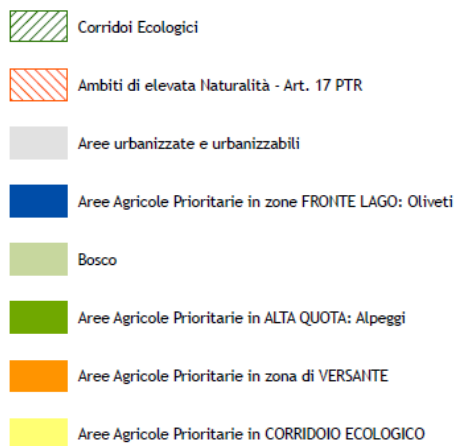 Corridoi Ecologici
Ambiti di elevata Naturalità - Art. 17 PTR
Aree urbanizzate e urbanizzabili
Aree Agricole Prioritarie in zone FRONTE LAGO: Oliveti
Bosco
Aree Agricole Prioritarie in ALTA QUOTA: Alpeggi
Aree Agricole Prioritarie in zona di VERSANTE
Aree Agricole Prioritarie in CORRIDOIO ECOLOGICO